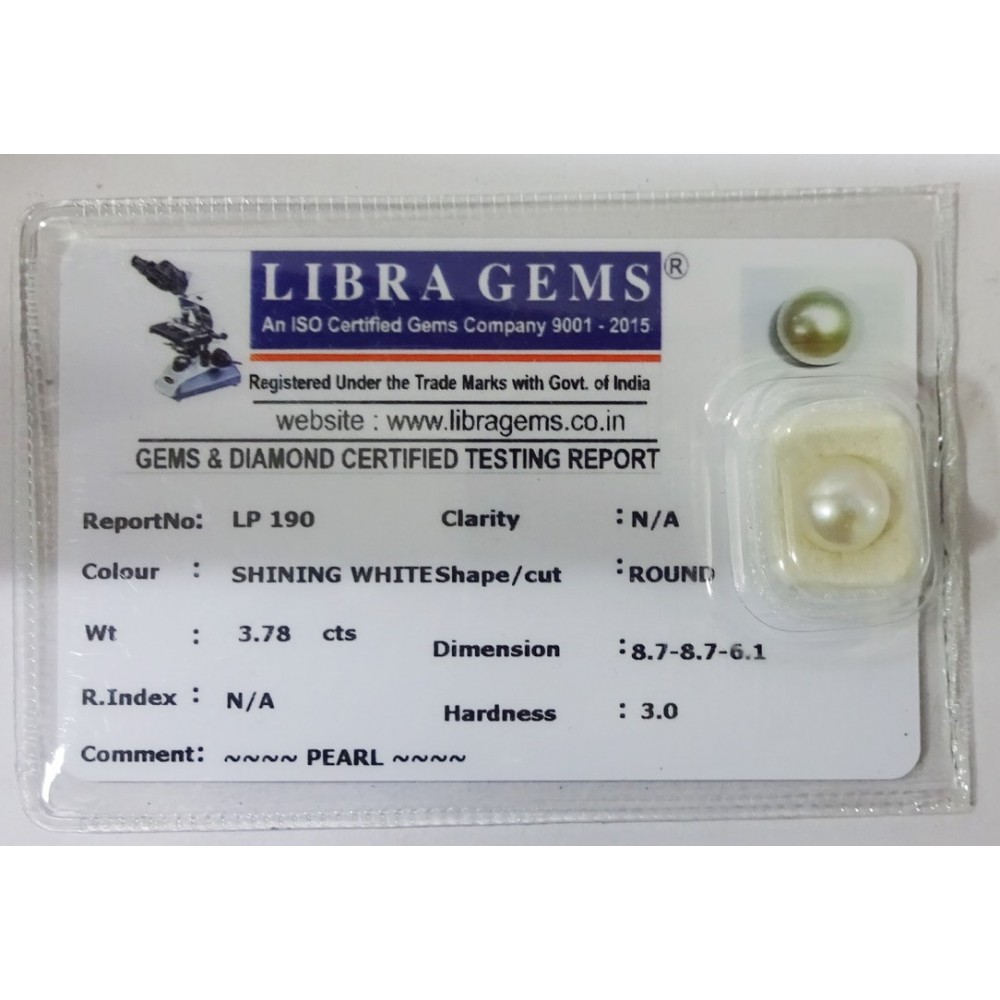 LIBRA GEMS®
An ISO Certified Gems Company 9001 - 2015
Registered Under the Trade Marks with Govt. of India
website : www.libragems.co.in
GEMS & DIAMOND CERTIFIED TESTING REPORT
ReportNo: LP 190 Clarity : N/A
Colour : SHINING WHITE Shape/cut : ROUND
Wt : 3.78 cts Dimension : 8.7-8.7-6.1
R.Index : N/A Hardness : 3.0
Comment: ~~~~ PEARL ~~~~